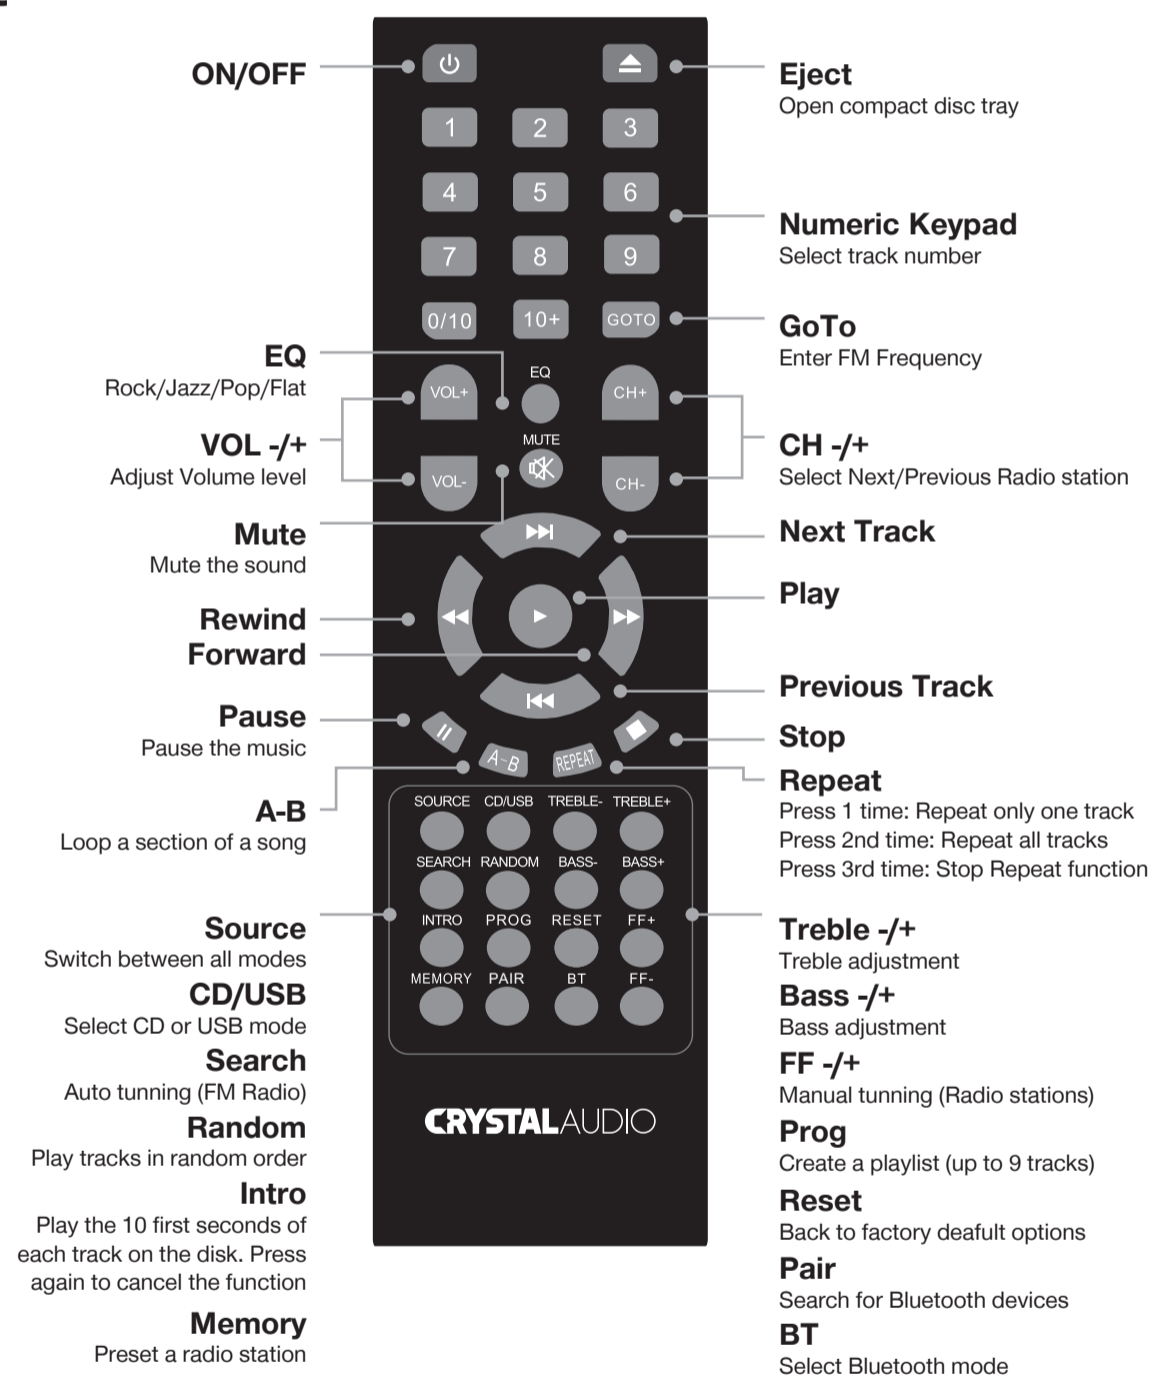 ON/OFF
EQ
Rock/Jazz/Pop/Flat
VOL -/+
Adjust Volume level
Mute
Mute the sound
Rewind
Forward
Pause
Pause the music
A-B
Loop a section of a song
Source
Switch between all modes
CD/USB
Select CD or USB mode
Search
Auto tunning (FM Radio)
Random
Play tracks in random order
Intro
Play the 10 first seconds of
each track on the disk. Press
again to cancel the function
Memory
Preset a radio station
1 2 3
4 5 6
7 8 9
0/10 10+ GOTO
VOL+ EQ CH+
MUTE
VOL- CH-
A-B REPEAT
SOURCE CD/USB TREBLE- TREBLE+
SEARCH RANDOM BASS- BASS+
INTRO PROG RESET FF+
MEMORY PAIR BT FF-
CRYSTALAUDIO
Eject
Open compact disc tray
Numeric Keypad
Select track number
GoTo
Enter FM Frequency
CH -/+
Select Next/Previous Radio station
Next Track
Play
Previous Track
Stop
Repeat
Press 1 time: Repeat only one track
Press 2nd time: Repeat all tracks
Press 3rd time: Stop Repeat function
Treble -/+
Treble adjustment
Bass -/+
Bass adjustment
FF -/+
Manual tunning (Radio stations)
Prog
Create a playlist (up to 9 tracks)
Reset
Back to factory deafult options
Pair
Search for Bluetooth devices
BT
Select Bluetooth mode